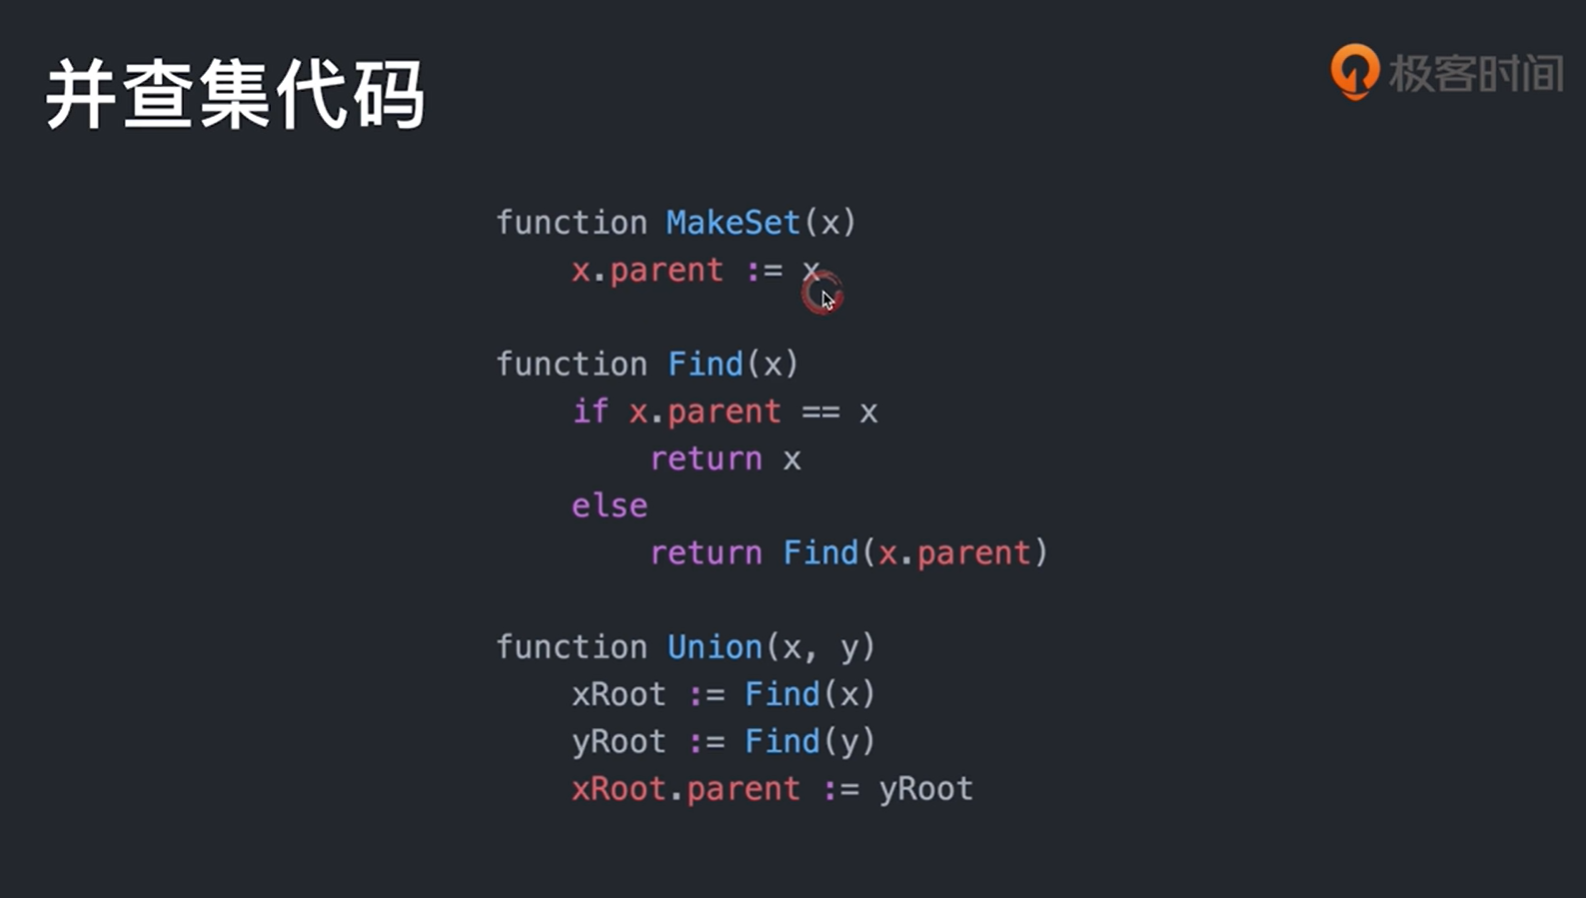 并查集代码
极客时间
function MakeSet(x)
    x.parent := x
function Find(x)
    if x.parent == x
        return x
    else
        return Find(x.parent)
function Union(x, y)
    xRoot := Find(x)
    yRoot := Find(y)
    xRoot.parent := yRoot